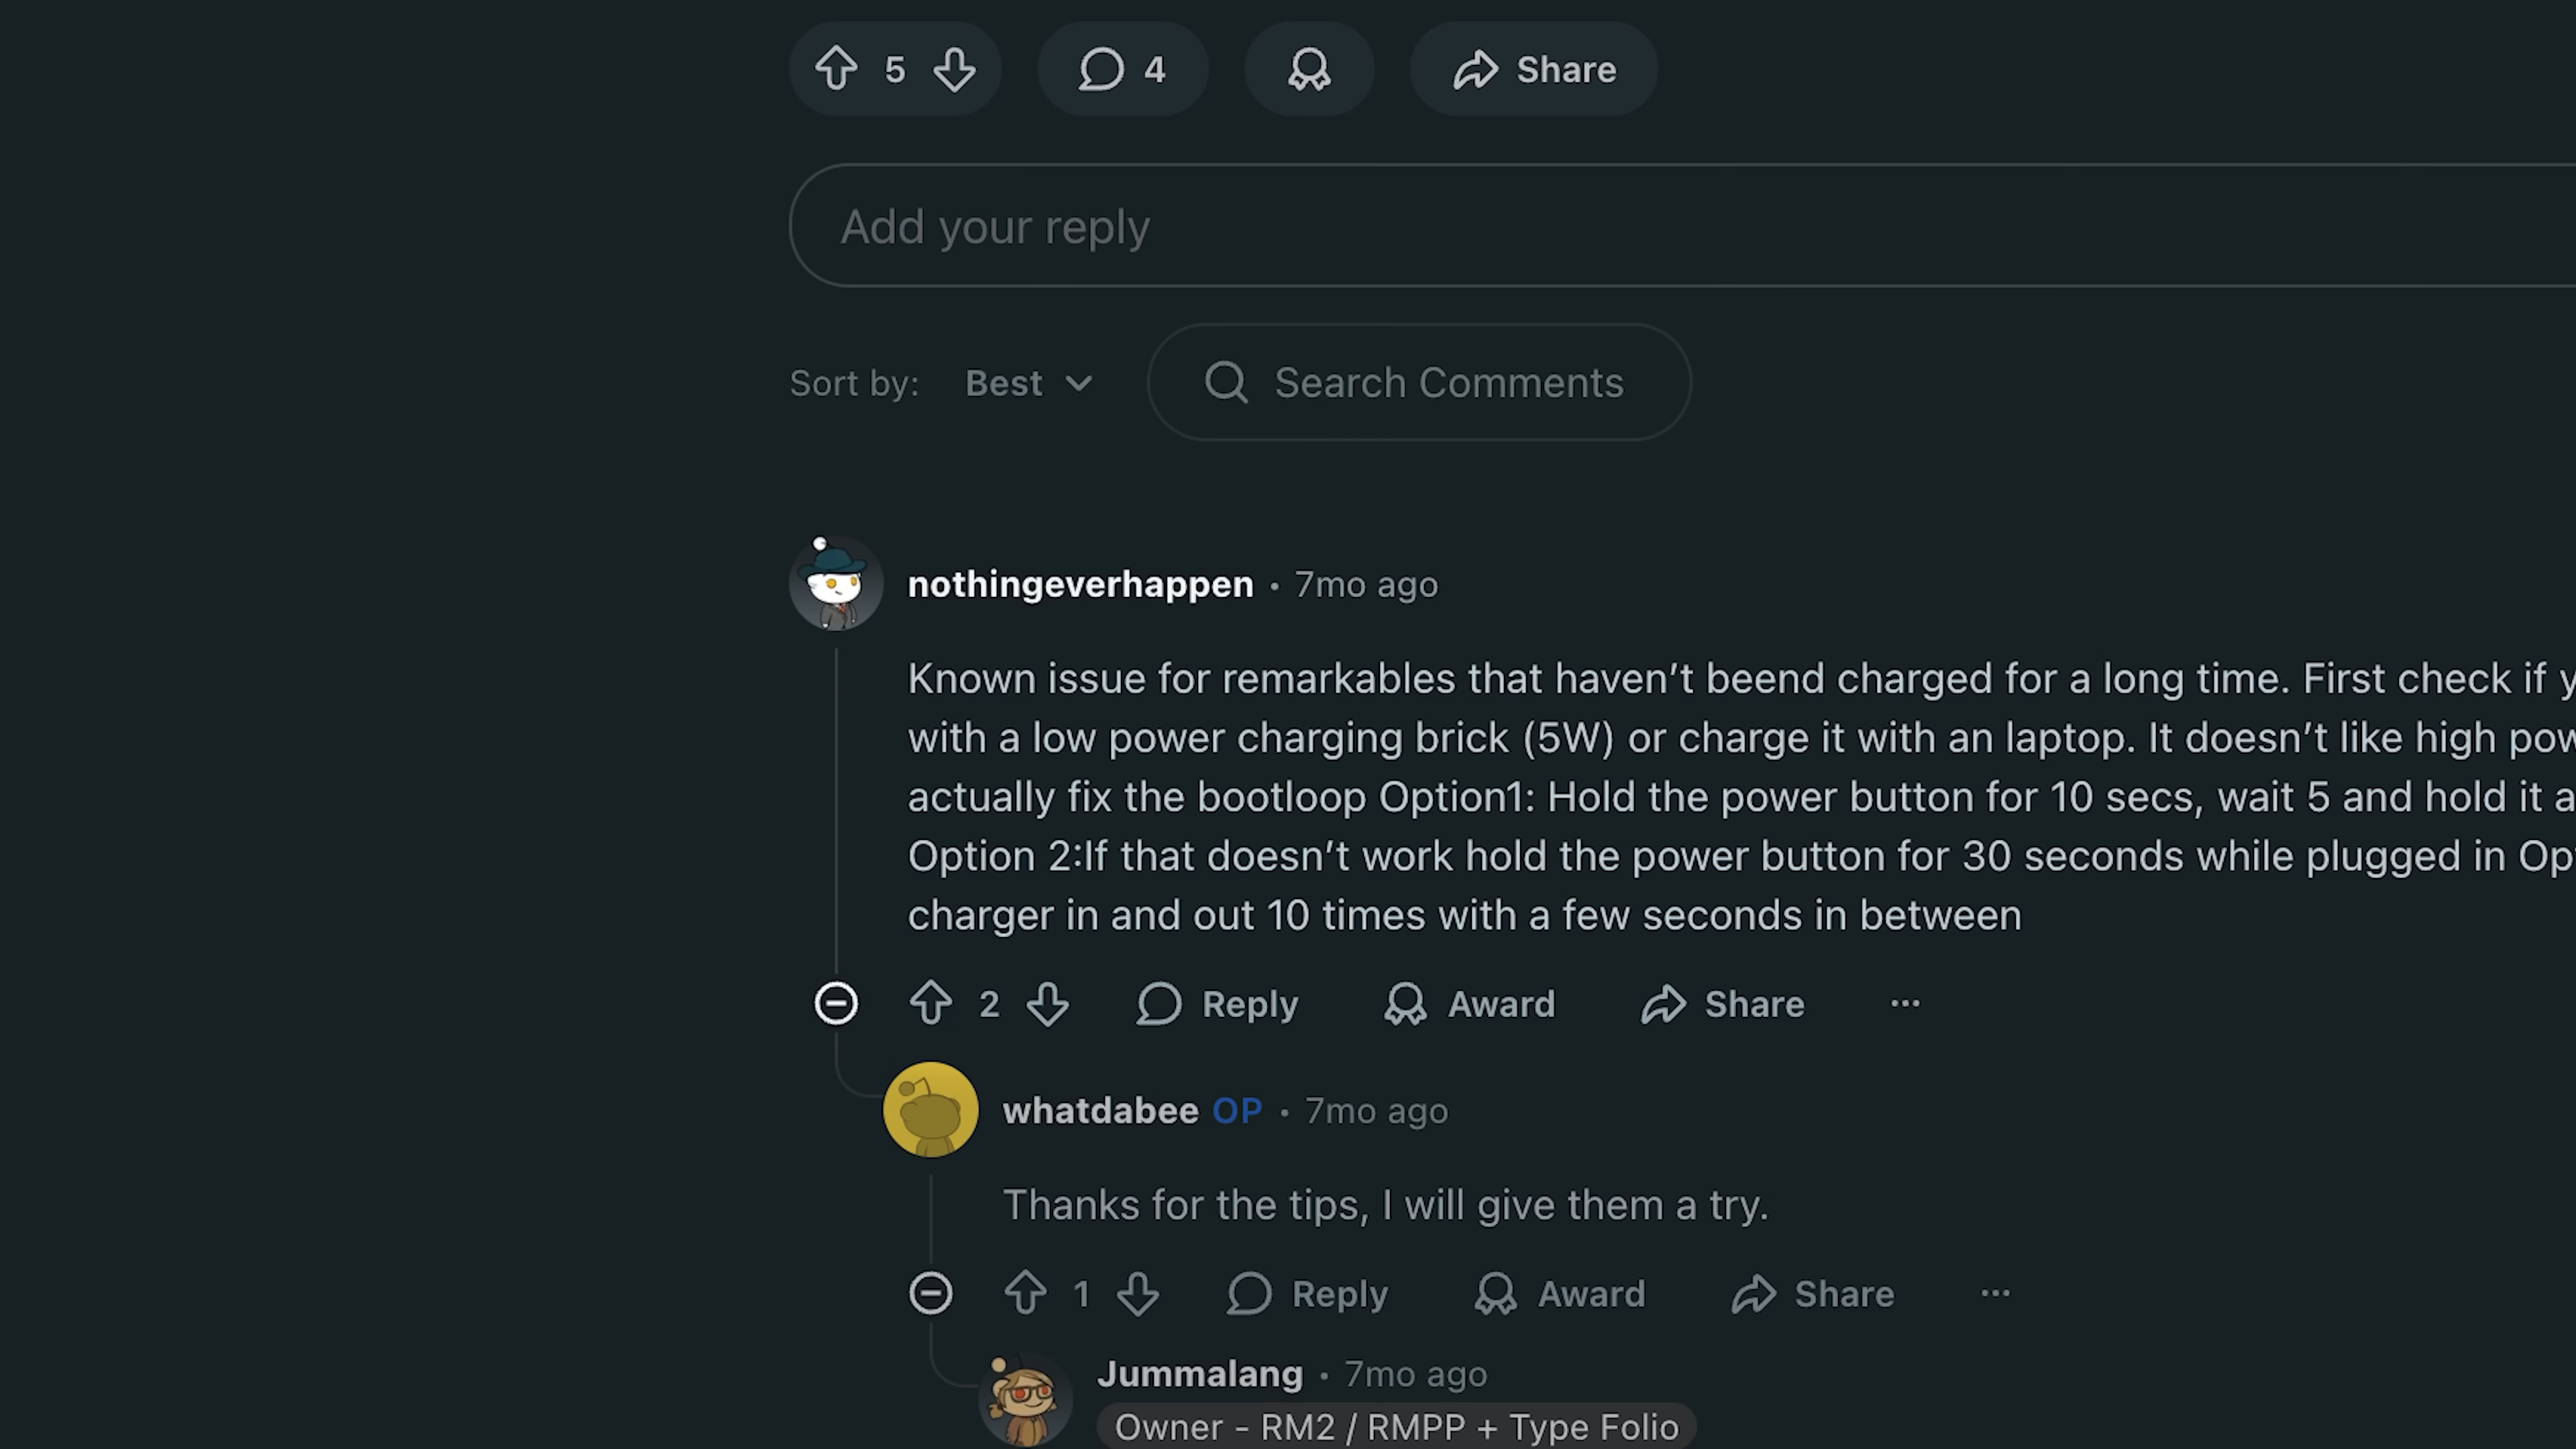 5 4 Share
Add your reply
Sort by: Best Search Comments
nothingeverhappen • 7mo ago
Known issue for remarkables that haven’t beend charged for a long time. First check if
with a low power charging brick (5W) or charge it with an laptop. It doesn’t like high
actually fix the bootloop Option1: Hold the power button for 10 secs, wait 5 and hold it
Option 2:If that doesn’t work hold the power button for 30 seconds while plugged in
charger in and out 10 times with a few seconds in between
2 Reply Award Share ...
whatdabee OP • 7mo ago
Thanks for the tips, I will give them a try.
1 Reply Award Share ...
Jummalang • 7mo ago
Owner - RM2 / RMPP + Type Folio